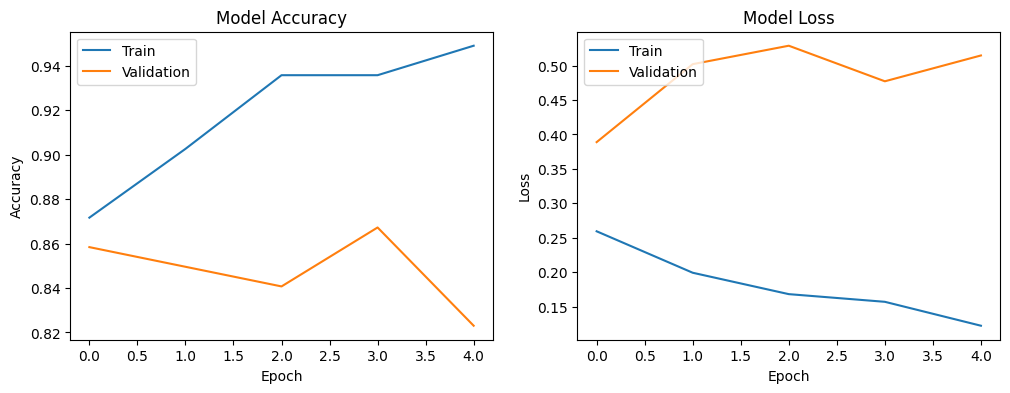 Model Accuracy
Train
Validation
0.94
0.92
0.90
0.88
0.86
0.84
0.82
Accuracy
0.0 0.5 1.0 1.5 2.0 2.5 3.0 3.5 4.0
Epoch
Model Loss
Train
Validation
0.50
0.45
0.40
0.35
0.30
0.25
0.20
0.15
Loss
0.0 0.5 1.0 1.5 2.0 2.5 3.0 3.5 4.0
Epoch